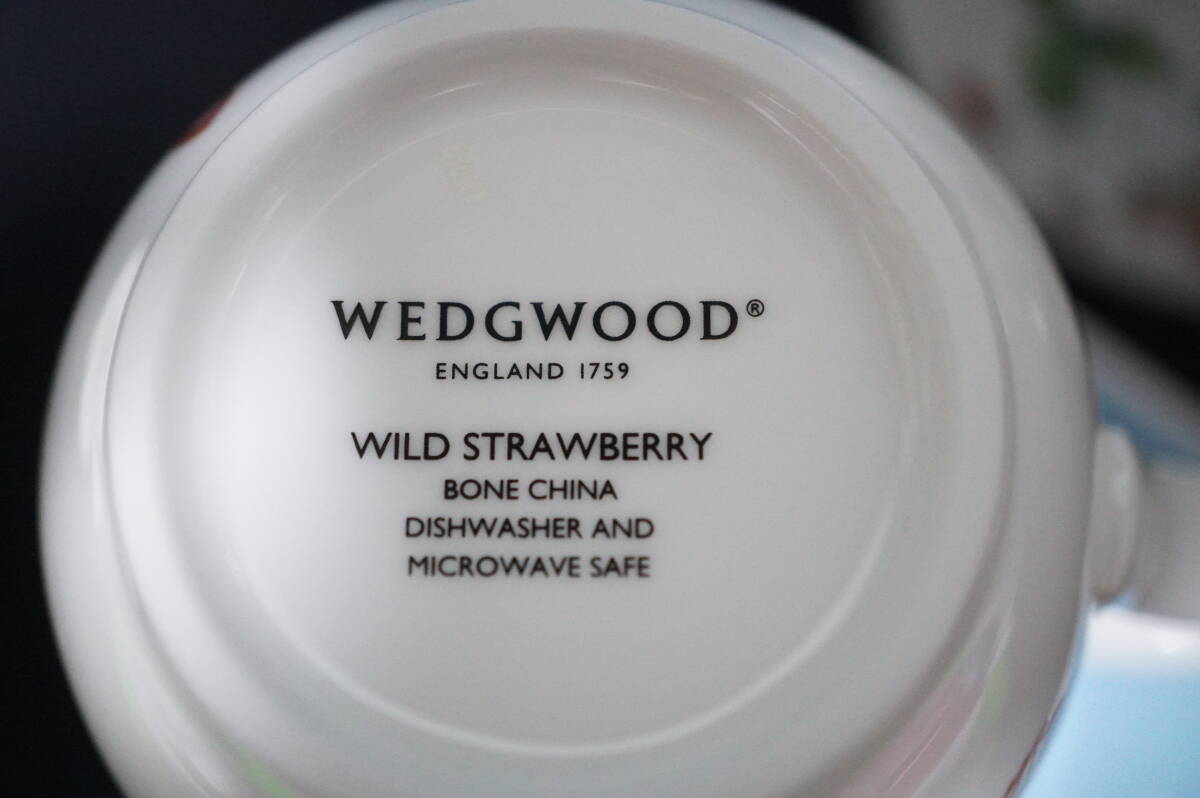 WEDGWOOD®
ENGLAND 1759
WILD STRAWBERRY
BONE CHINA
DISHWASHER AND
MICROWAVE SAFE